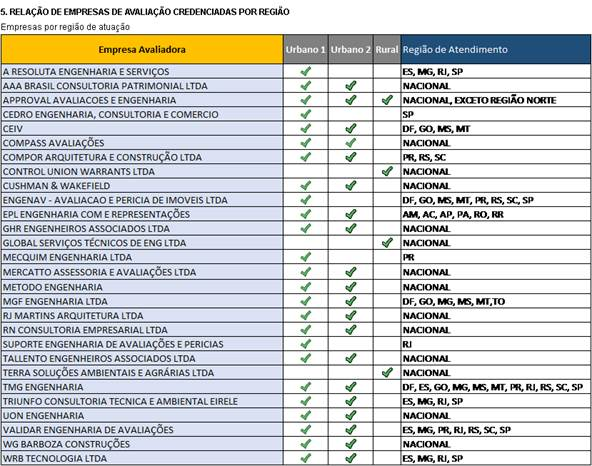 5. RELAÇÃO DE EMPRESAS DE AVALIAÇÃO CREDENCIADAS POR REGIÃO
Empresas por região de atuação
Empresa Avaliadora Urbano 1 Urbano 2 Rural Região de Atendimento
A RESOLUTA ENGENHARIA E SERVIÇOS ✓ ES, MG, RJ, SP
AAA BRASIL CONSULTORIA PATRIMONIAL LTDA ✓ ✓ NACIONAL
APPROVAL AVALIACOES E ENGENHARIA ✓ ✓ ✓ NACIONAL, EXCETO REGIÃO NORTE
CEDRO ENGENHARIA, CONSULTORIA E COMERCIO ✓ SP
CEIV ✓ ✓ DF, GO, MS, MT
COMPASS AVALIAÇÕES ✓ ✓ NACIONAL
COMPOR ARQUITETURA E CONSTRUÇÃO LTDA ✓ ✓ PR, RS, SC
CONTROL UNION WARRANTS LTDA ✓ NACIONAL
CUSHMAN & WAKEFIELD ✓ ✓ NACIONAL
ENGENAV - AVALIACAO E PERICIA DE IMOVEIS LTDA ✓ DF, GO, MS, MT, PR, RS, SC, SP
EPL ENGENHARIA COM E REPRESENTAÇÕES ✓ ✓ AM, AC, AP, PA, RO, RR
GHR ENGENHEIROS ASSOCIADOS LTDA ✓ ✓ NACIONAL
GLOBAL SERVIÇOS TÉCNICOS DE ENG LTDA ✓ NACIONAL
MECQUIM ENGENHARIA LTDA ✓ PR
MERCATTO ASSESSORIA E AVALIAÇÕES LTDA ✓ ✓ NACIONAL
METODO ENGENHARIA ✓ ✓ NACIONAL
MGF ENGENHARIA LTDA ✓ ✓ DF, GO, MG, MS, MT,TO
RJ MARTINS ARQUITETURA LTDA ✓ ✓ NACIONAL
RN CONSULTORIA EMPRESARIAL LTDA ✓ ✓ NACIONAL
SUPORTE ENGENHARIA DE AVALIAÇÕES E PERICIAS ✓ RJ
TALLENTO ENGENHEIROS ASSOCIADOS LTDA ✓ ✓ NACIONAL
TERRA SOLUÇÕES AMBIENTAIS E AGRÁRIAS LTDA ✓ NACIONAL
TMG ENGENHARIA ✓ ✓ DF, ES, GO, MG, MS, MT, PR, RJ, RS, SC, SP
TRIUNFO CONSULTORIA TECNICA E AMBIENTAL EIRELE ✓ ✓ ES, MG, RJ, SP
UON ENGENHARIA ✓ ✓ NACIONAL
VALIDAR ENGENHARIA DE AVALIAÇÕES ✓ ✓ ES, MG, PR, RJ, RS, SC, SP
WG BARBOZA CONSTRUÇÕES ✓ ✓ NACIONAL
WRB TECNOLOGIA LTDA ✓ ✓ ES, MG, RJ, SP